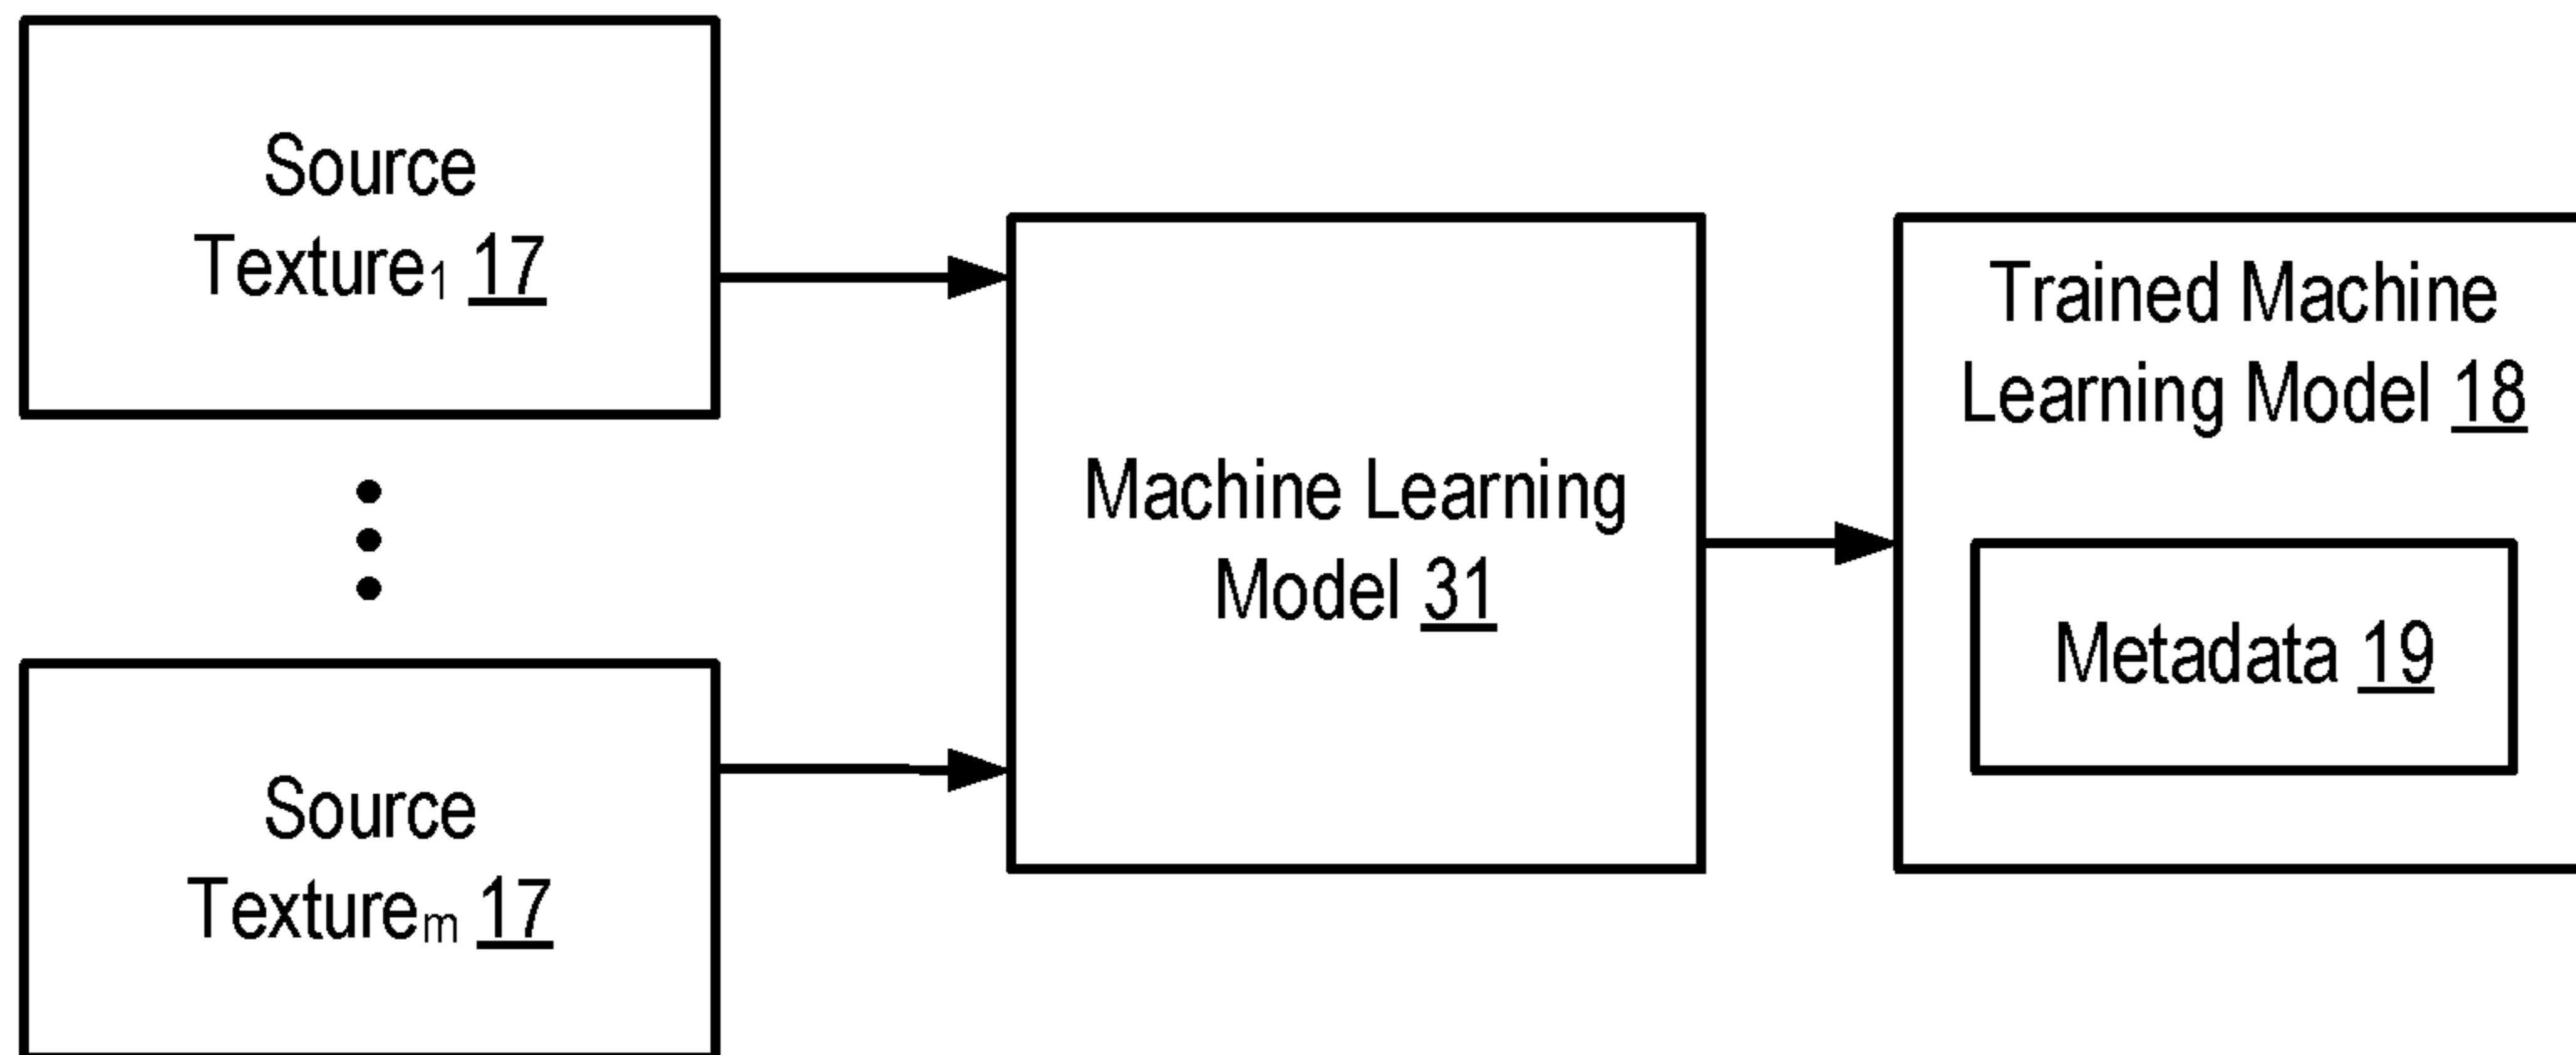 Source
Texture₁ 17
Source
Textureₘ 17
Machine Learning
Model 31
Trained Machine
Learning Model 18
Metadata 19